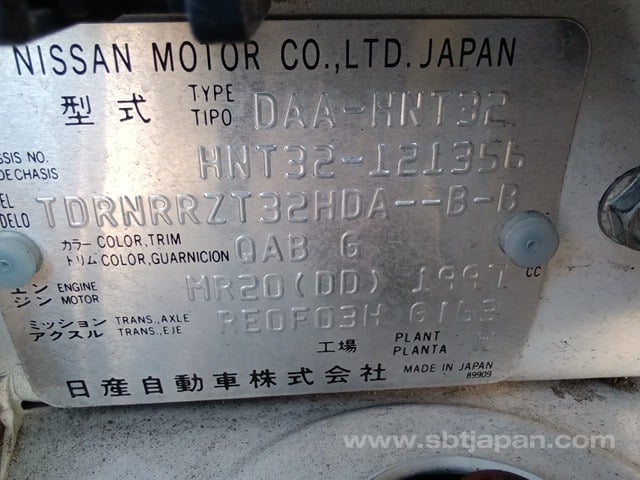 NISSAN MOTOR CO.,LTD. JAPAN
型式 TYPE TIPO DAA-HNT32
SSIS NO. DE CHASIS HNT32-121356
EL DELO TDRNRRZT32HDA--B-B
カラー COLOR,TRIM
トリム COLOR,GUARNICION QAB G
エン ENGINE
ジン MOTOR MR20(DD) 1997 CC
ミッション TRANS.,AXLE
アクスル TRANS.,EJE RE0F03H 6163
工場 PLANT PLANTA
日産自動車株式会社 MADE IN JAPAN
89909
www.sbtjapan.com